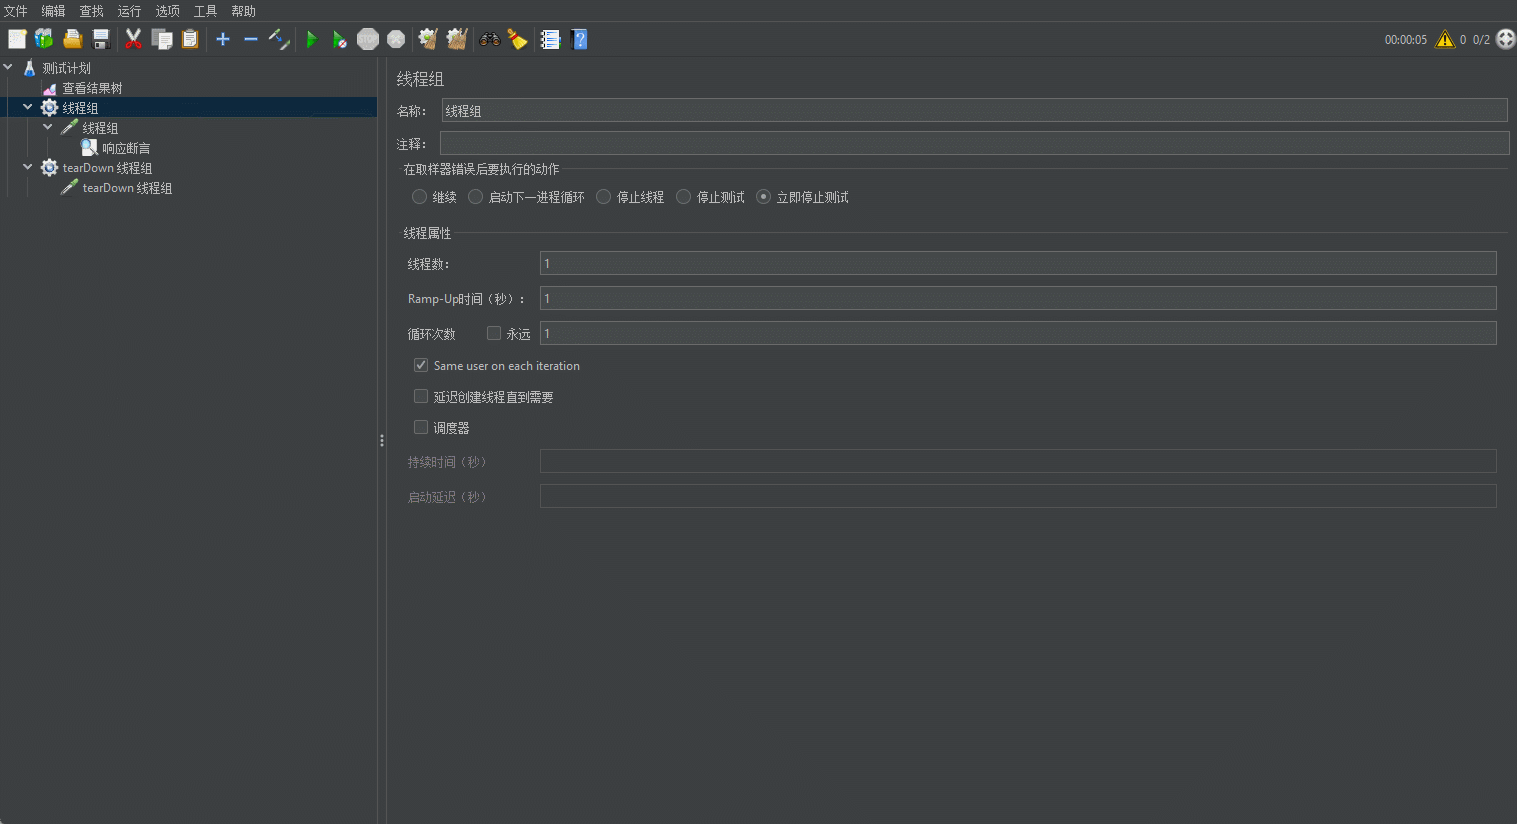 文件 编辑 查找 运行 选项 工具 帮助
STOP
00:00:05 0 0/2
测试计划
查看结果树
线程组
线程组
响应断言
tearDown 线程组
tearDown 线程组
线程组
名称： 线程组
注释：
在取样器错误后要执行的动作
继续 启动下一进程循环 停止线程 停止测试 立即停止测试
线程属性
线程数： 1
Ramp-Up时间（秒）： 1
循环次数 永远 1
Same user on each iteration
延迟创建线程直到需要
调度器
持续时间（秒）
启动延迟（秒）